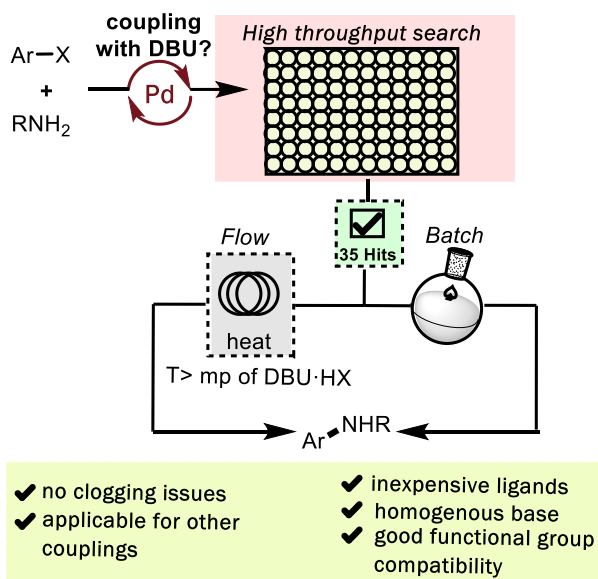 coupling
with DBU?
High throughput search
Ar–X
+
RNH₂
Pd
35 Hits
Flow
Batch
heat
T> mp of DBU·HX
Ar NHR
no clogging issues
applicable for other
couplings
inexpensive ligands
homogenous base
good functional group
compatibility